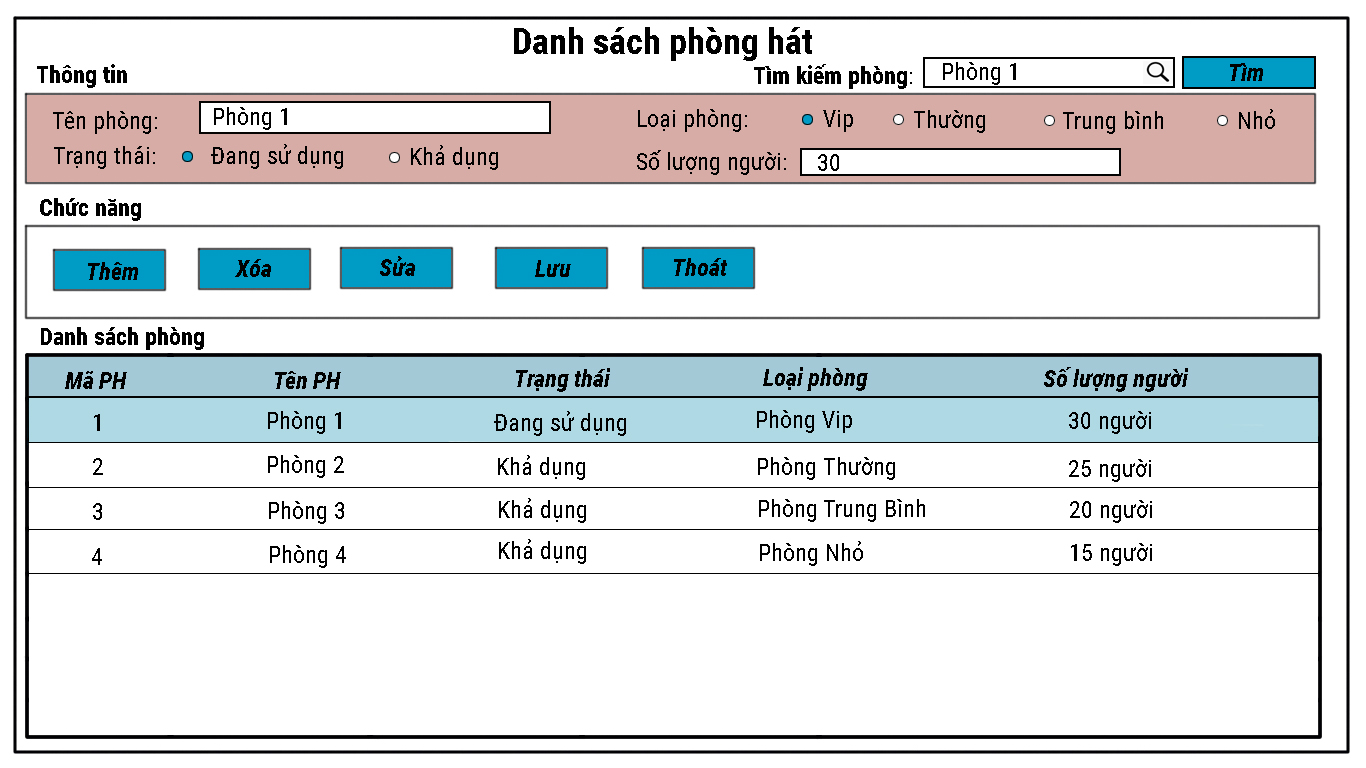 Danh sách phòng hát
Thông tin
Tìm kiếm phòng: Phòng 1 Tìm
Tên phòng: Phòng 1 Loại phòng: Vip Thường Trung bình Nhỏ
Trạng thái: Đang sử dụng Khả dụng Số lượng người: 30
Chức năng
Thêm Xóa Sửa Lưu Thoát
Danh sách phòng
Mã PH Tên PH Trạng thái Loại phòng Số lượng người
1 Phòng 1 Đang sử dụng Phòng Vip 30 người
2 Phòng 2 Khả dụng Phòng Thường 25 người
3 Phòng 3 Khả dụng Phòng Trung Bình 20 người
4 Phòng 4 Khả dụng Phòng Nhỏ 15 người